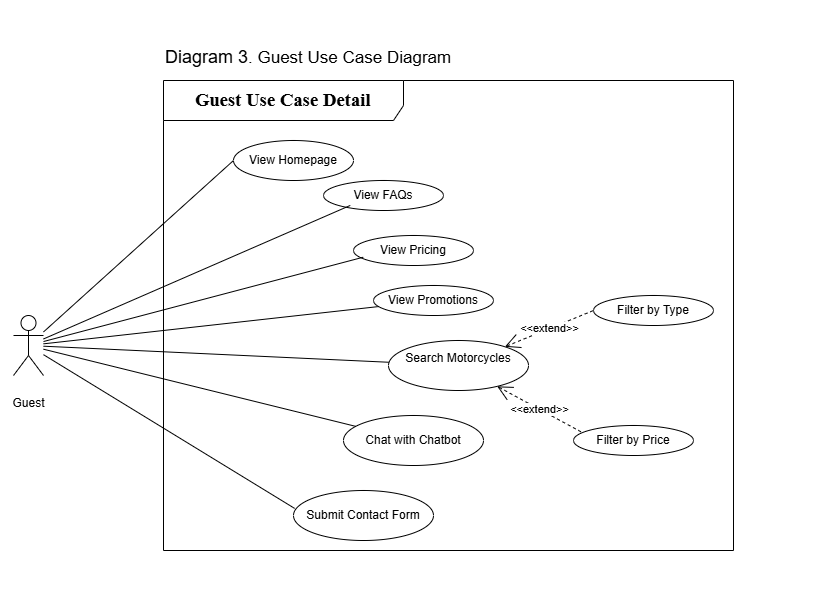 Diagram 3. Guest Use Case Diagram
Guest Use Case Detail
View Homepage
View FAQs
View Pricing
View Promotions
Filter by Type
<<extend>>
Search Motorcycles
Guest
<<extend>>
Chat with Chatbot
Filter by Price
Submit Contact Form